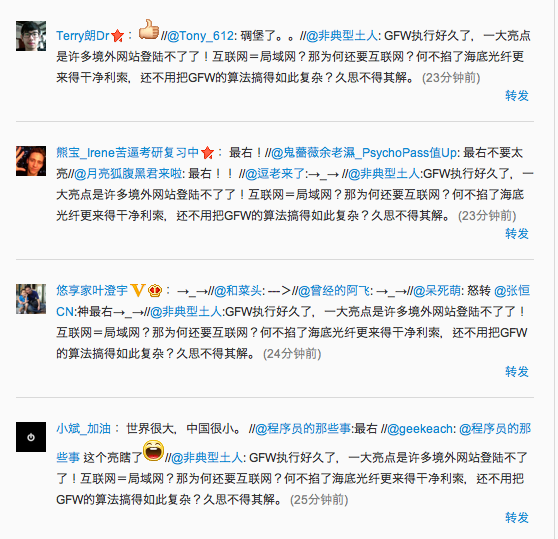 Terry朗Dr： //@Tony_612: 碉堡了。。//@非典型土人: GFW执行好久了，一大亮点
是许多境外网站登陆不了了！互联网＝局域网？那为何还要互联网？何不掐了海底光纤更
来得干净利索，还不用把GFW的算法搞得如此复杂？久思不得其解。 (23分钟前)
转发
熊宝_Irene苦逼考研复习中： 最右！//@鬼薔薇余老濕_PsychoPass值Up: 最右不要太
亮//@月亮狐腹黑君来啦: 最右！！//@逗老来了:→_→ //@非典型土人:GFW执行好久了，一
大亮点是许多境外网站登陆不了了！互联网＝局域网？那为何还要互联网？何不掐了海底
光纤更来得干净利索，还不用把GFW的算法搞得如此复杂？久思不得其解。 (23分钟前)
转发
悠享家叶澄宇： →_→//@和菜头: —＞//@曾经的阿飞: →_→//@呆死萌: 怒转 @张恒
CN:神最右→_→//@非典型土人:GFW执行好久了，一大亮点是许多境外网站登陆不了了！
互联网＝局域网？那为何还要互联网？何不掐了海底光纤更来得干净利索，还不用把GFW
的算法搞得如此复杂？久思不得其解。 (24分钟前)
转发
小斌_加油： 世界很大，中国很小。 //@程序员的那些事:最右 //@geekeach: @程序员的那
些事 这个亮瞎了 //@非典型土人: GFW执行好久了，一大亮点是许多境外网站登陆不了
了！互联网＝局域网？那为何还要互联网？何不掐了海底光纤更来得干净利索，还不用把
GFW的算法搞得如此复杂？久思不得其解。 (25分钟前)
转发